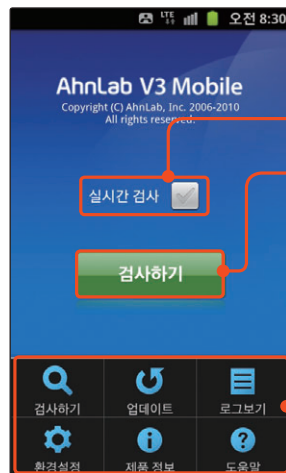 LTE
오전 8:30
AhnLab V3 Mobile
Copyright (C) AhnLab, Inc. 2006-2010
All rights reserved.
실시간 검사
검사하기
검사하기 업데이트 로그보기
환경설정 제품 정보 도움말